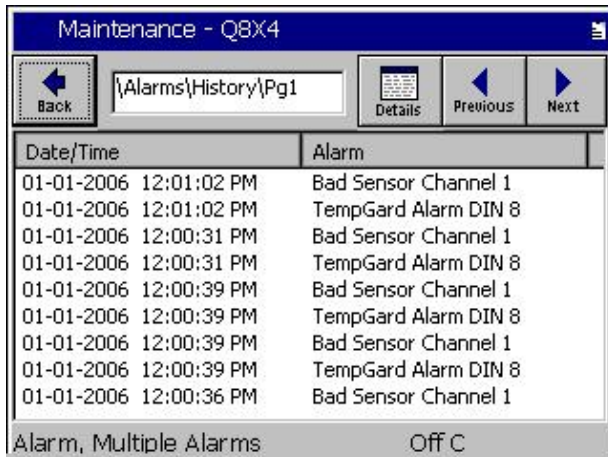 Maintenance - Q8X4
Back
\Alarms\History\Pg1
Details
Previous
Next
Date/Time Alarm
01-01-2006 12:01:02 PM Bad Sensor Channel 1
01-01-2006 12:01:02 PM TempGard Alarm DIN 8
01-01-2006 12:00:31 PM Bad Sensor Channel 1
01-01-2006 12:00:31 PM TempGard Alarm DIN 8
01-01-2006 12:00:39 PM Bad Sensor Channel 1
01-01-2006 12:00:39 PM TempGard Alarm DIN 8
01-01-2006 12:00:39 PM Bad Sensor Channel 1
01-01-2006 12:00:39 PM TempGard Alarm DIN 8
01-01-2006 12:00:36 PM Bad Sensor Channel 1
Alarm, Multiple Alarms Off C